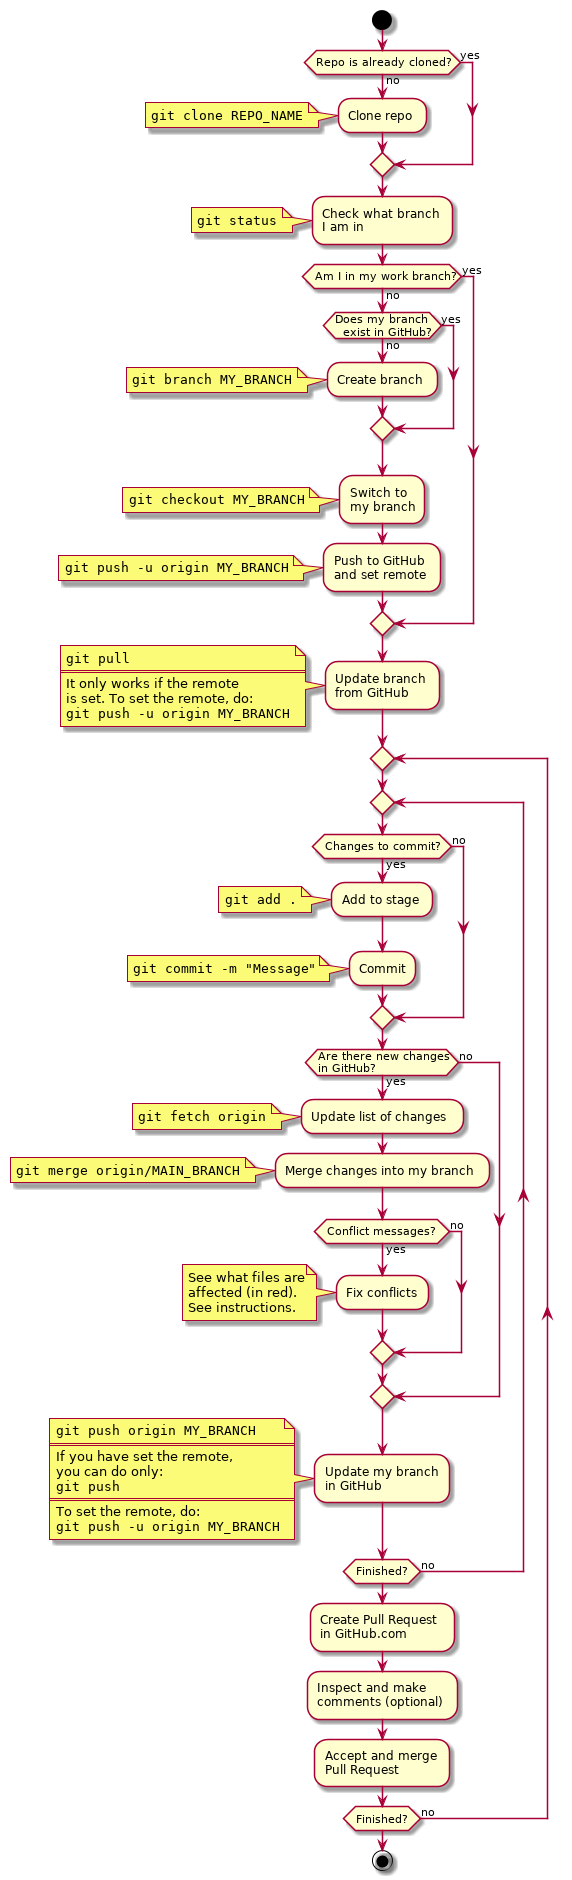 Repo is already cloned?
yes
no
git clone REPO_NAME
Clone repo
git status
Check what branch
I am in
Am I in my work branch?
yes
no
Does my branch
exist in GitHub?
yes
no
git branch MY_BRANCH
Create branch
git checkout MY_BRANCH
Switch to
my branch
git push -u origin MY_BRANCH
Push to GitHub
and set remote
git pull
It only works if the remote
is set. To set the remote, do:
git push -u origin MY_BRANCH
Update branch
from GitHub
Changes to commit?
no
yes
git add .
Add to stage
git commit -m "Message"
Commit
Are there new changes
in GitHub?
no
yes
git fetch origin
Update list of changes
git merge origin/MAIN_BRANCH
Merge changes into my branch
Conflict messages?
no
yes
See what files are
affected (in red).
See instructions.
Fix conflicts
git push origin MY_BRANCH
If you have set the remote,
you can do only:
git push
To set the remote, do:
git push -u origin MY_BRANCH
Update my branch
in GitHub
Finished?
no
Create Pull Request
in GitHub.com
Inspect and make
comments (optional)
Accept and merge
Pull Request
Finished?
no